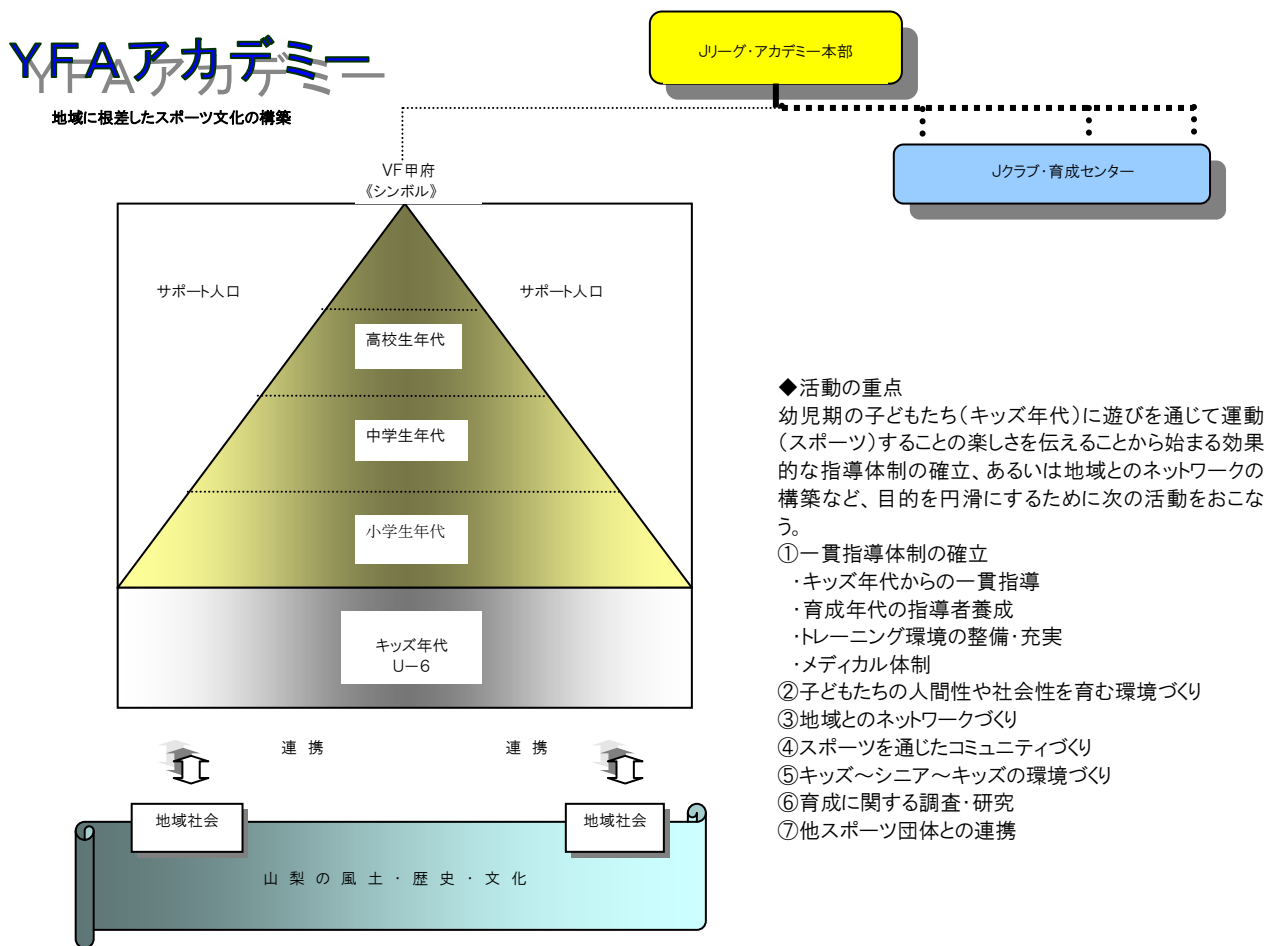 YFAアカデミー
地域に根差したスポーツ文化の構築
Jリーグ・アカデミー本部
Jクラブ・育成センター
VF甲府
《シンボル》
サポート人口
サポート人口
高校生年代
中学生年代
小学生年代
キッズ年代
U−6
連 携
連 携
地域社会
地域社会
山 梨 の 風 土 ・ 歴 史 ・ 文 化
◆活動の重点
幼児期の子どもたち（キッズ年代）に遊びを通じて運動
（スポーツ）することの楽しさを伝えることから始まる効果
的な指導体制の確立、あるいは地域とのネットワークの
構築など、目的を円滑にするために次の活動をおこな
う。
①一貫指導体制の確立
・キッズ年代からの一貫指導
・育成年代の指導者養成
・トレーニング環境の整備・充実
・メディカル体制
②子どもたちの人間性や社会性を育む環境づくり
③地域とのネットワークづくり
④スポーツを通じたコミュニティづくり
⑤キッズ～シニア～キッズの環境づくり
⑥育成に関する調査・研究
⑦他スポーツ団体との連携